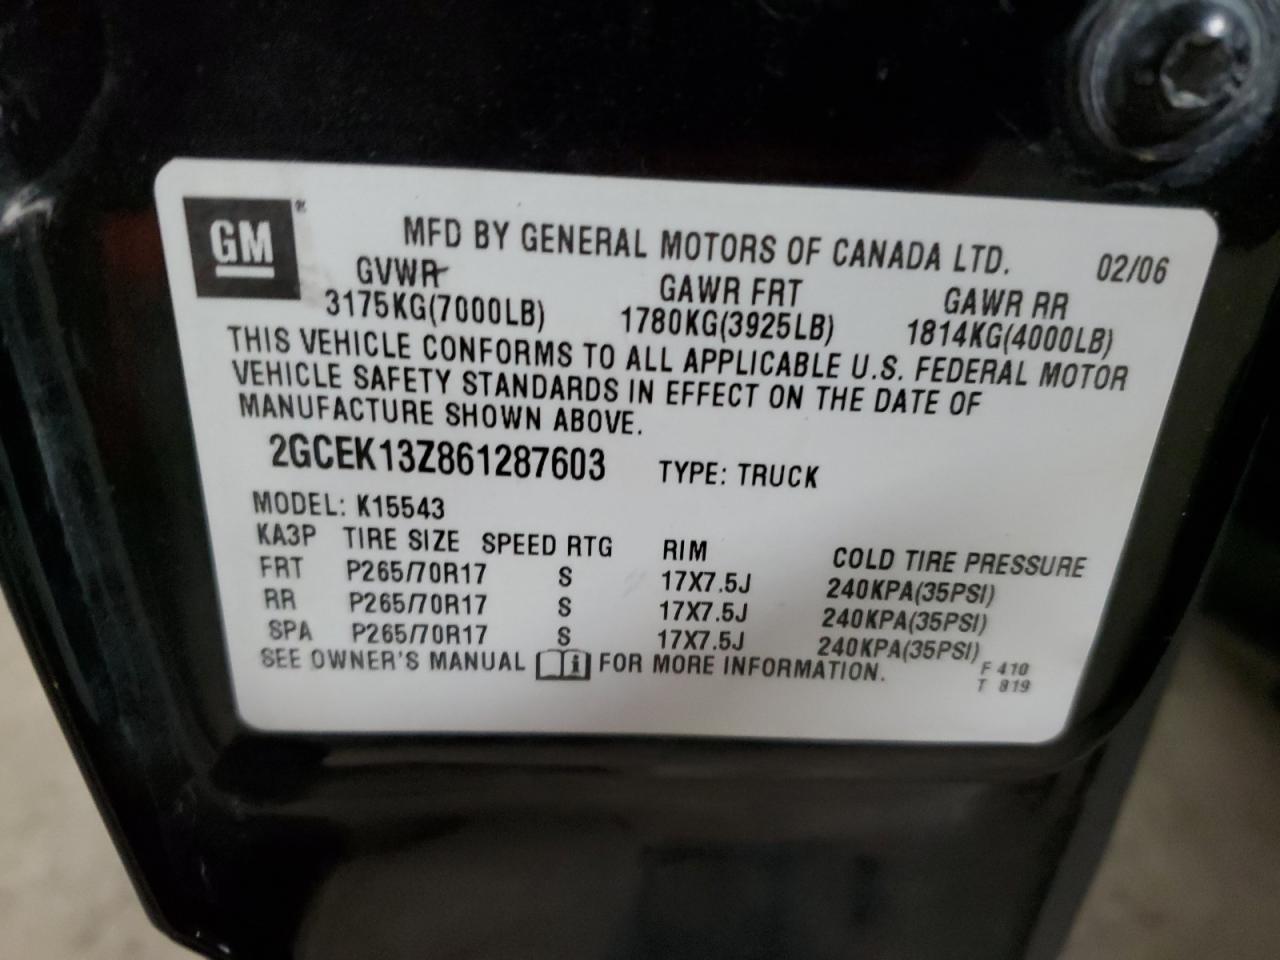 GM®
MFD BY GENERAL MOTORS OF CANADA LTD. 02/06
GVWR GAWR FRT GAWR RR
3175KG(7000LB) 1780KG(3925LB) 1814KG(4000LB)
THIS VEHICLE CONFORMS TO ALL APPLICABLE U.S. FEDERAL MOTOR
VEHICLE SAFETY STANDARDS IN EFFECT ON THE DATE OF
MANUFACTURE SHOWN ABOVE.
2GCEK13Z861287603 TYPE: TRUCK
MODEL: K15543
KA3P TIRE SIZE SPEED RTG RIM COLD TIRE PRESSURE
FRT P265/70R17 S 17X7.5J 240KPA(35PSI)
RR P265/70R17 S 17X7.5J 240KPA(35PSI)
SPA P265/70R17 S 17X7.5J 240KPA(35PSI)
SEE OWNER'S MANUAL i FOR MORE INFORMATION.
F 410
T 819